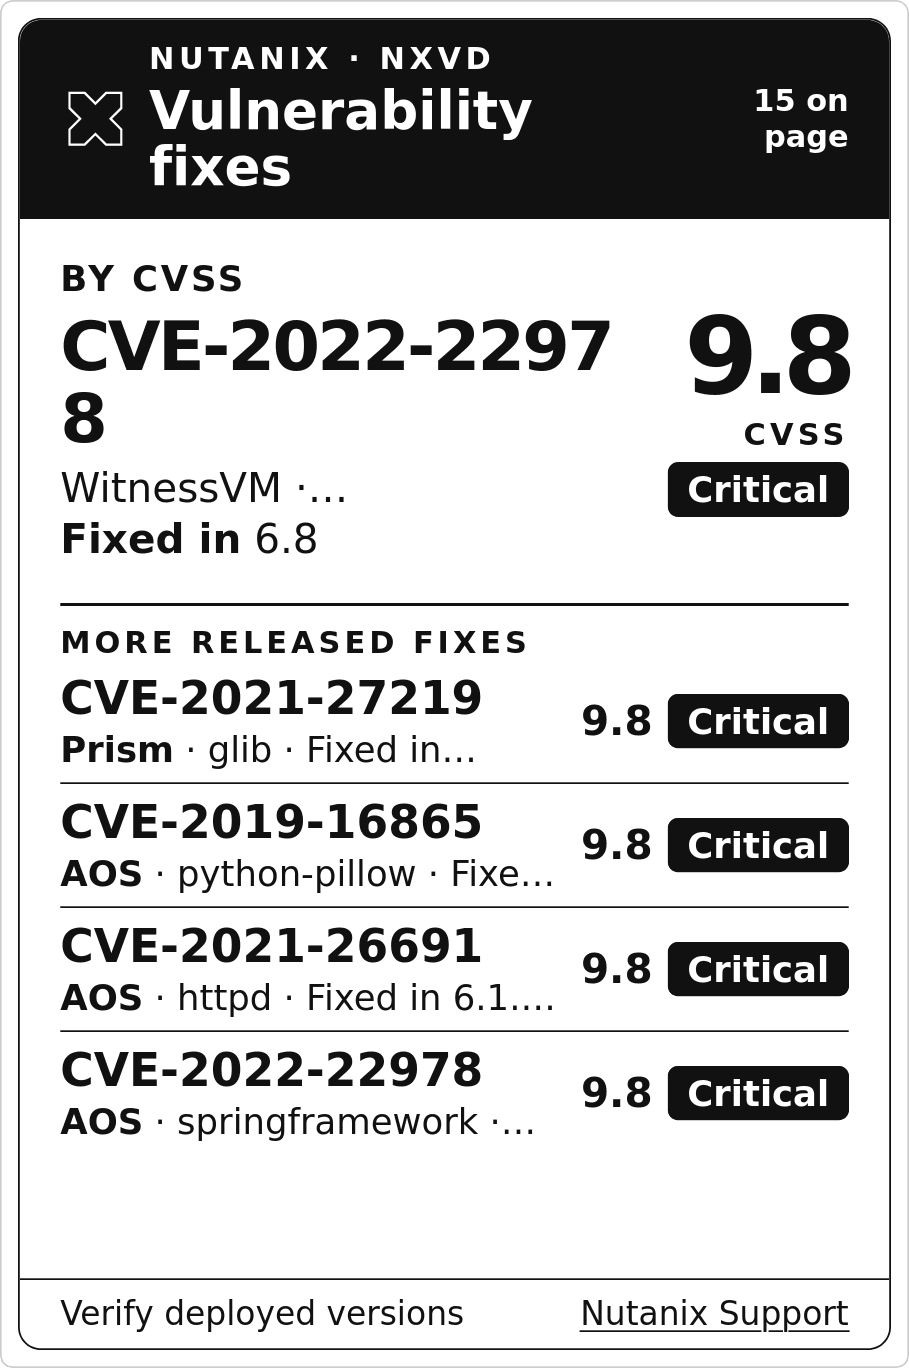 NUTANIX · NXVD
Vulnerability
fixes
15 on
page
BY CVSS
CVE-2022-2297
8
9.8
CVSS
WitnessVM ·…
Critical
Fixed in 6.8
MORE RELEASED FIXES
CVE-2021-27219
9.8 Critical
Prism · glib · Fixed in…
CVE-2019-16865
9.8 Critical
AOS · python-pillow · Fixe…
CVE-2021-26691
9.8 Critical
AOS · httpd · Fixed in 6.1.…
CVE-2022-22978
9.8 Critical
AOS · springframework ·…
Verify deployed versions
Nutanix Support